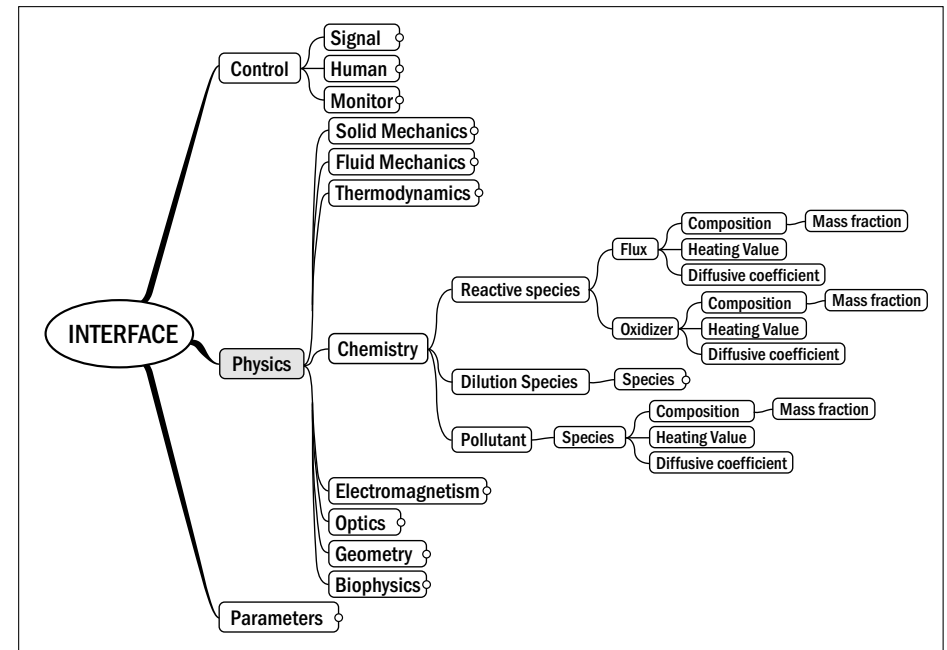 Signal
Control
Human
Monitor
Solid Mechanics
Fluid Mechanics
Thermodynamics
Composition
Mass fraction
Flux
Heating Value
Diffusive coefficient
Reactive species
Composition
Mass fraction
Oxidizer
Heating Value
Diffusive coefficient
INTERFACE
Physics
Chemistry
Dilution Species
Species
Composition
Mass fraction
Pollutant
Species
Heating Value
Diffusive coefficient
Electromagnetism
Optics
Geometry
Biophysics
Parameters